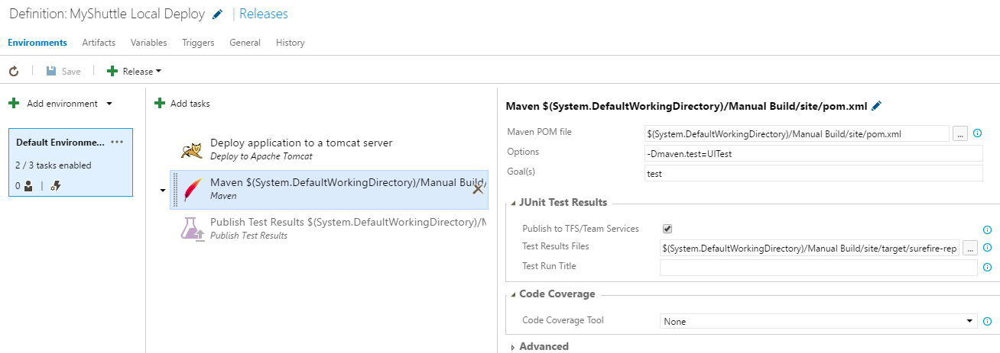 Definition: MyShuttle Local Deploy | Releases
Environments Artifacts Variables Triggers General History
Save Release
Add environment
Default Environme... ...
2 / 3 tasks enabled
0
Add tasks
Deploy application to a tomcat server
Deploy to Apache Tomcat
Maven $(System.DefaultWorkingDirectory)/Manual Build/
Maven
Publish Test Results $(System.DefaultWorkingDirectory)/M
Publish Test Results
Maven $(System.DefaultWorkingDirectory)/Manual Build/site/pom.xml
Maven POM file $(System.DefaultWorkingDirectory)/Manual Build/site/pom.xml ...
Options -Dmaven.test=UITest
Goal(s) test
JUnit Test Results
Publish to TFS/Team Services
Test Results Files $(System.DefaultWorkingDirectory)/Manual Build/site/target/surefire-rep ...
Test Run Title
Code Coverage
Code Coverage Tool None
Advanced